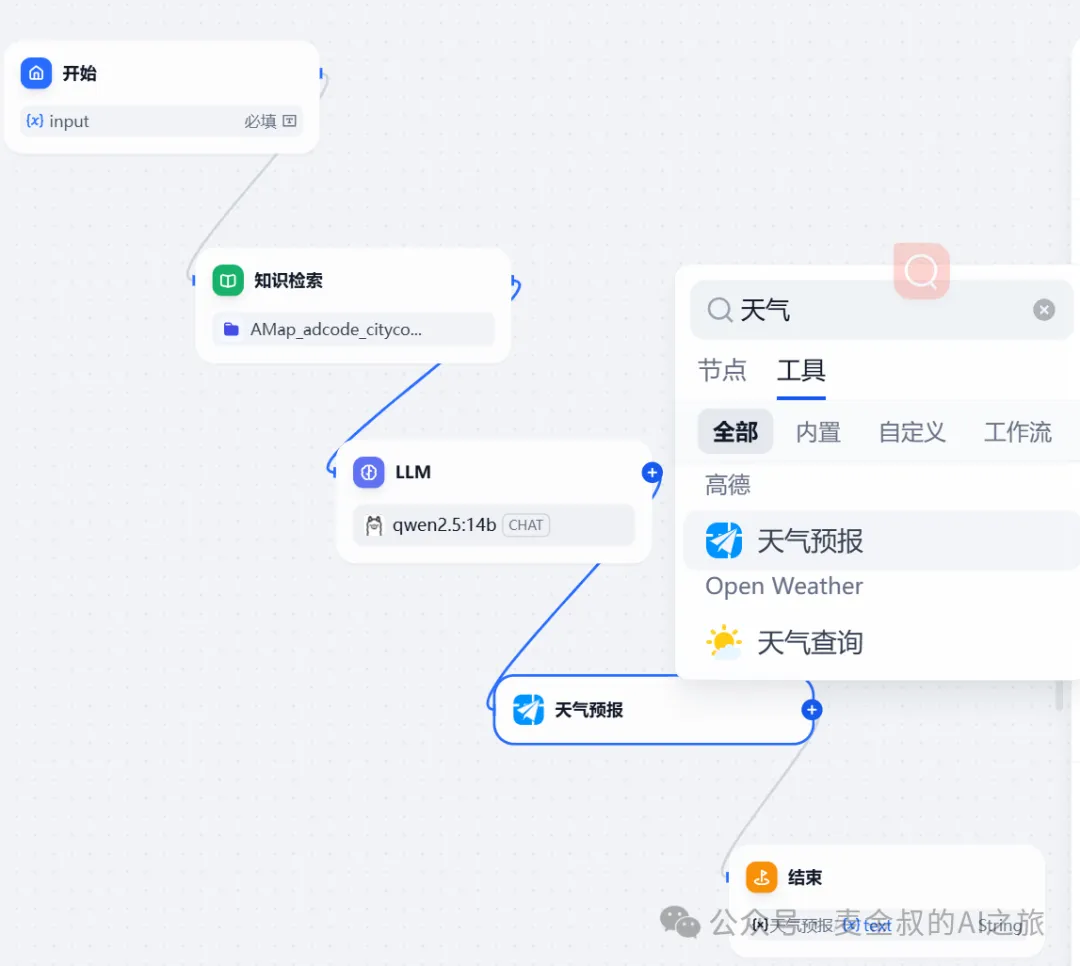 开始
{x} input 必填
知识检索
AMap_adcode_cityco...
LLM
qwen2.5:14b CHAT
天气
节点 工具
全部 内置 自定义 工作流
高德
天气预报
Open Weather
天气查询
天气预报
结束
{x}天气预报 {x} text String
公众号 麦金叔的AI之旅